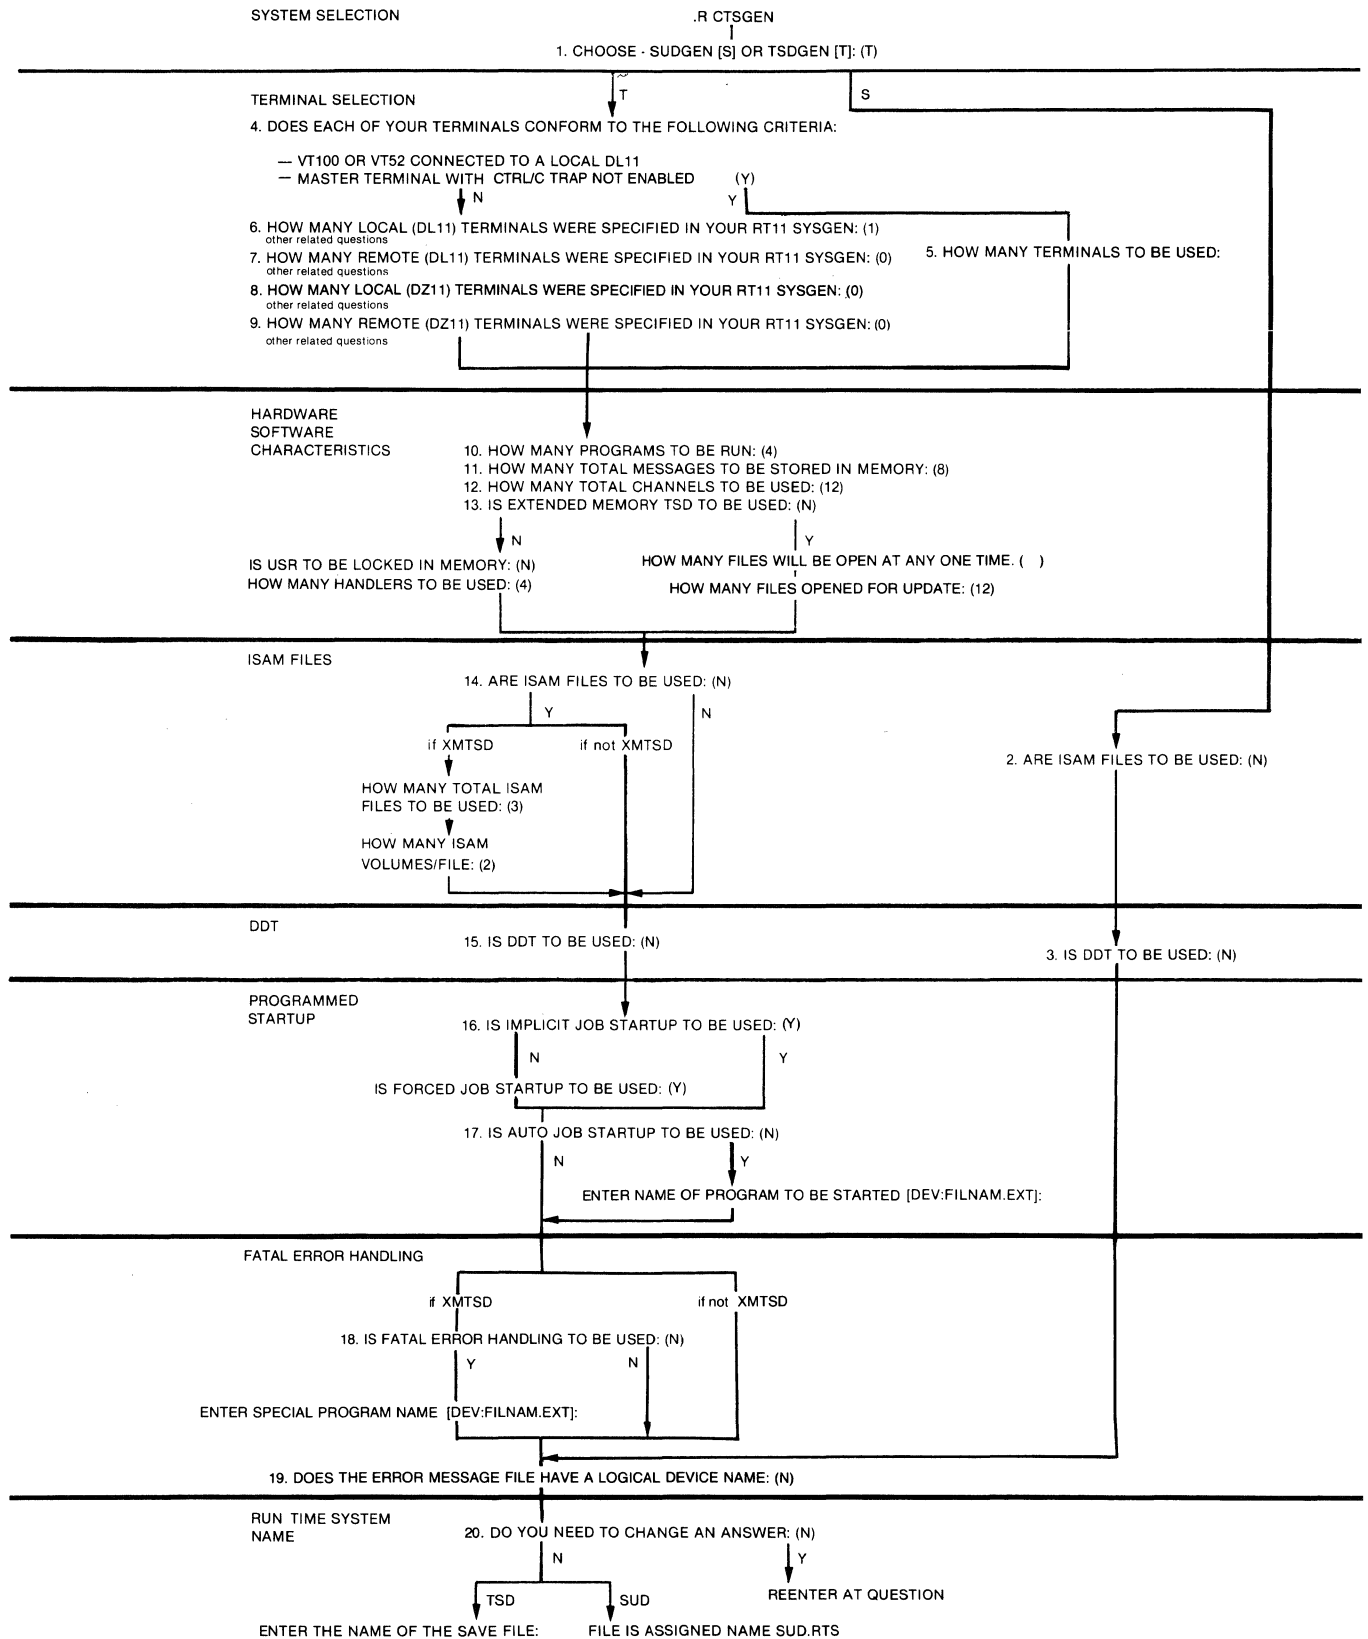 SYSTEM SELECTION
.R CTSGEN
1. CHOOSE - SUDGEN [S] OR TSDGEN [T]: (T)
T
S
TERMINAL SELECTION
4. DOES EACH OF YOUR TERMINALS CONFORM TO THE FOLLOWING CRITERIA:
— VT100 OR VT52 CONNECTED TO A LOCAL DL11
— MASTER TERMINAL WITH CTRL/C TRAP NOT ENABLED (Y)
N
Y
6. HOW MANY LOCAL (DL11) TERMINALS WERE SPECIFIED IN YOUR RT11 SYSGEN: (1)
other related questions
5. HOW MANY TERMINALS TO BE USED:
7. HOW MANY REMOTE (DL11) TERMINALS WERE SPECIFIED IN YOUR RT11 SYSGEN: (0)
other related questions
8. HOW MANY LOCAL (DZ11) TERMINALS WERE SPECIFIED IN YOUR RT11 SYSGEN: (0)
other related questions
9. HOW MANY REMOTE (DZ11) TERMINALS WERE SPECIFIED IN YOUR RT11 SYSGEN: (0)
other related questions
HARDWARE
SOFTWARE
CHARACTERISTICS
10. HOW MANY PROGRAMS TO BE RUN: (4)
11. HOW MANY TOTAL MESSAGES TO BE STORED IN MEMORY: (8)
12. HOW MANY TOTAL CHANNELS TO BE USED: (12)
13. IS EXTENDED MEMORY TSD TO BE USED: (N)
N
Y
IS USR TO BE LOCKED IN MEMORY: (N)
HOW MANY HANDLERS TO BE USED: (4)
HOW MANY FILES WILL BE OPEN AT ANY ONE TIME. ( )
HOW MANY FILES OPENED FOR UPDATE: (12)
ISAM FILES
14. ARE ISAM FILES TO BE USED: (N)
Y
N
if XMTSD
if not XMTSD
2. ARE ISAM FILES TO BE USED: (N)
HOW MANY TOTAL ISAM
FILES TO BE USED: (3)
HOW MANY ISAM
VOLUMES/FILE: (2)
DDT
15. IS DDT TO BE USED: (N)
3. IS DDT TO BE USED: (N)
PROGRAMMED
STARTUP
16. IS IMPLICIT JOB STARTUP TO BE USED: (Y)
N
Y
IS FORCED JOB STARTUP TO BE USED: (Y)
17. IS AUTO JOB STARTUP TO BE USED: (N)
N
Y
ENTER NAME OF PROGRAM TO BE STARTED [DEV:FILNAM.EXT]:
FATAL ERROR HANDLING
if XMTSD
if not XMTSD
18. IS FATAL ERROR HANDLING TO BE USED: (N)
Y
N
ENTER SPECIAL PROGRAM NAME [DEV:FILNAM.EXT]:
19. DOES THE ERROR MESSAGE FILE HAVE A LOGICAL DEVICE NAME: (N)
RUN TIME SYSTEM
NAME
20. DO YOU NEED TO CHANGE AN ANSWER: (N)
N
Y
REENTER AT QUESTION
TSD
SUD
ENTER THE NAME OF THE SAVE FILE:
FILE IS ASSIGNED NAME SUD.RTS